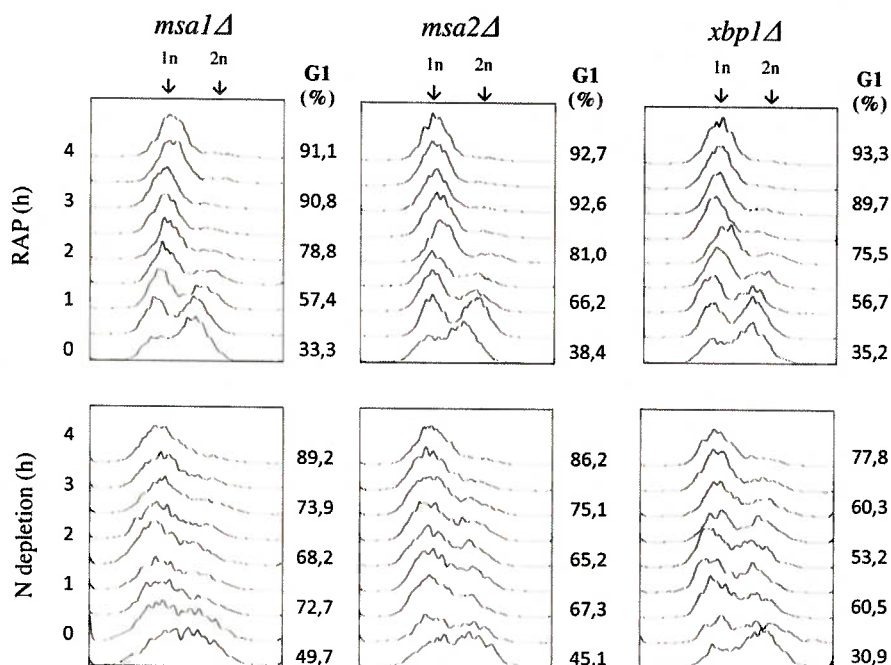 msa1Δ msa2Δ xbp1Δ
1n 2n 1n 2n 1n 2n
G1 (%) G1 (%) G1 (%)
RAP (h)
4 91,1 92,7 93,3
3 90,8 92,6 89,7
2 78,8 81,0 75,5
1 57,4 66,2 56,7
0 33,3 38,4 35,2
N depletion (h)
4 89,2 86,2 77,8
3 73,9 75,1 60,3
2 68,2 65,2 53,2
1 72,7 67,3 60,5
0 49,7 45,1 30,9